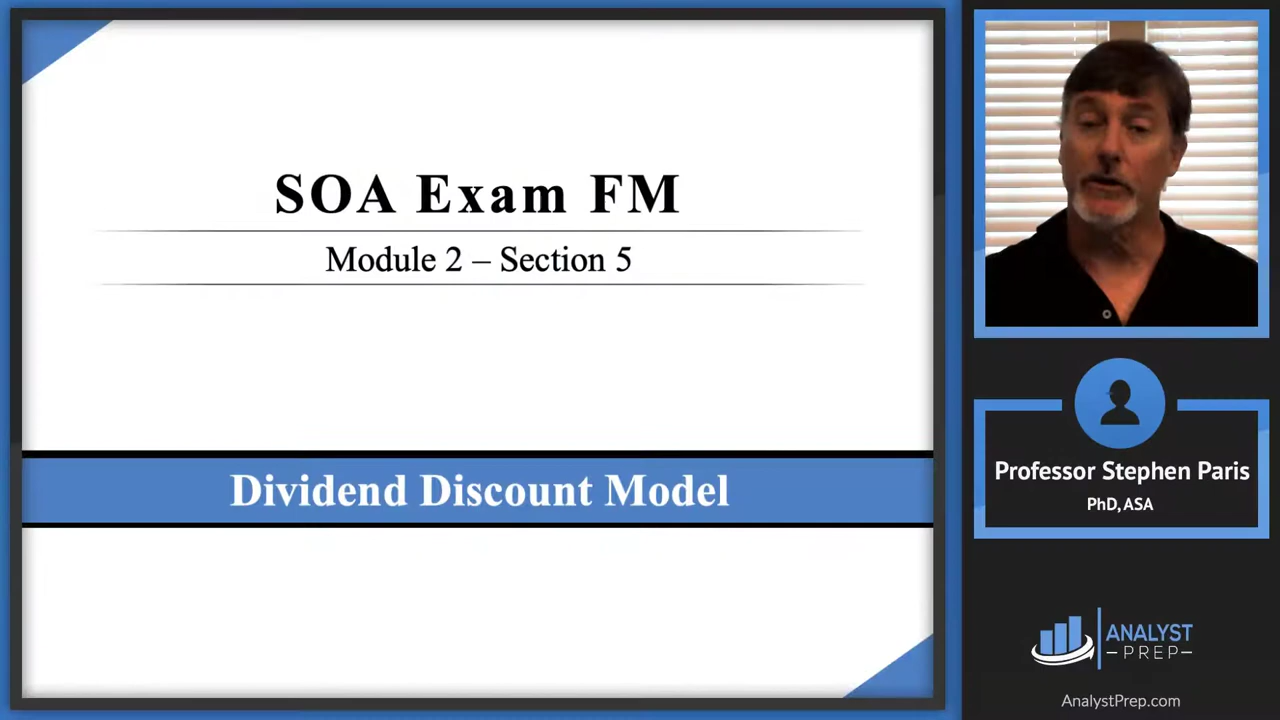 SOA Exam FM
Module 2 – Section 5
Dividend Discount Model
Professor Stephen Paris
PhD, ASA
ANALYST
PREP
AnalystPrep.com